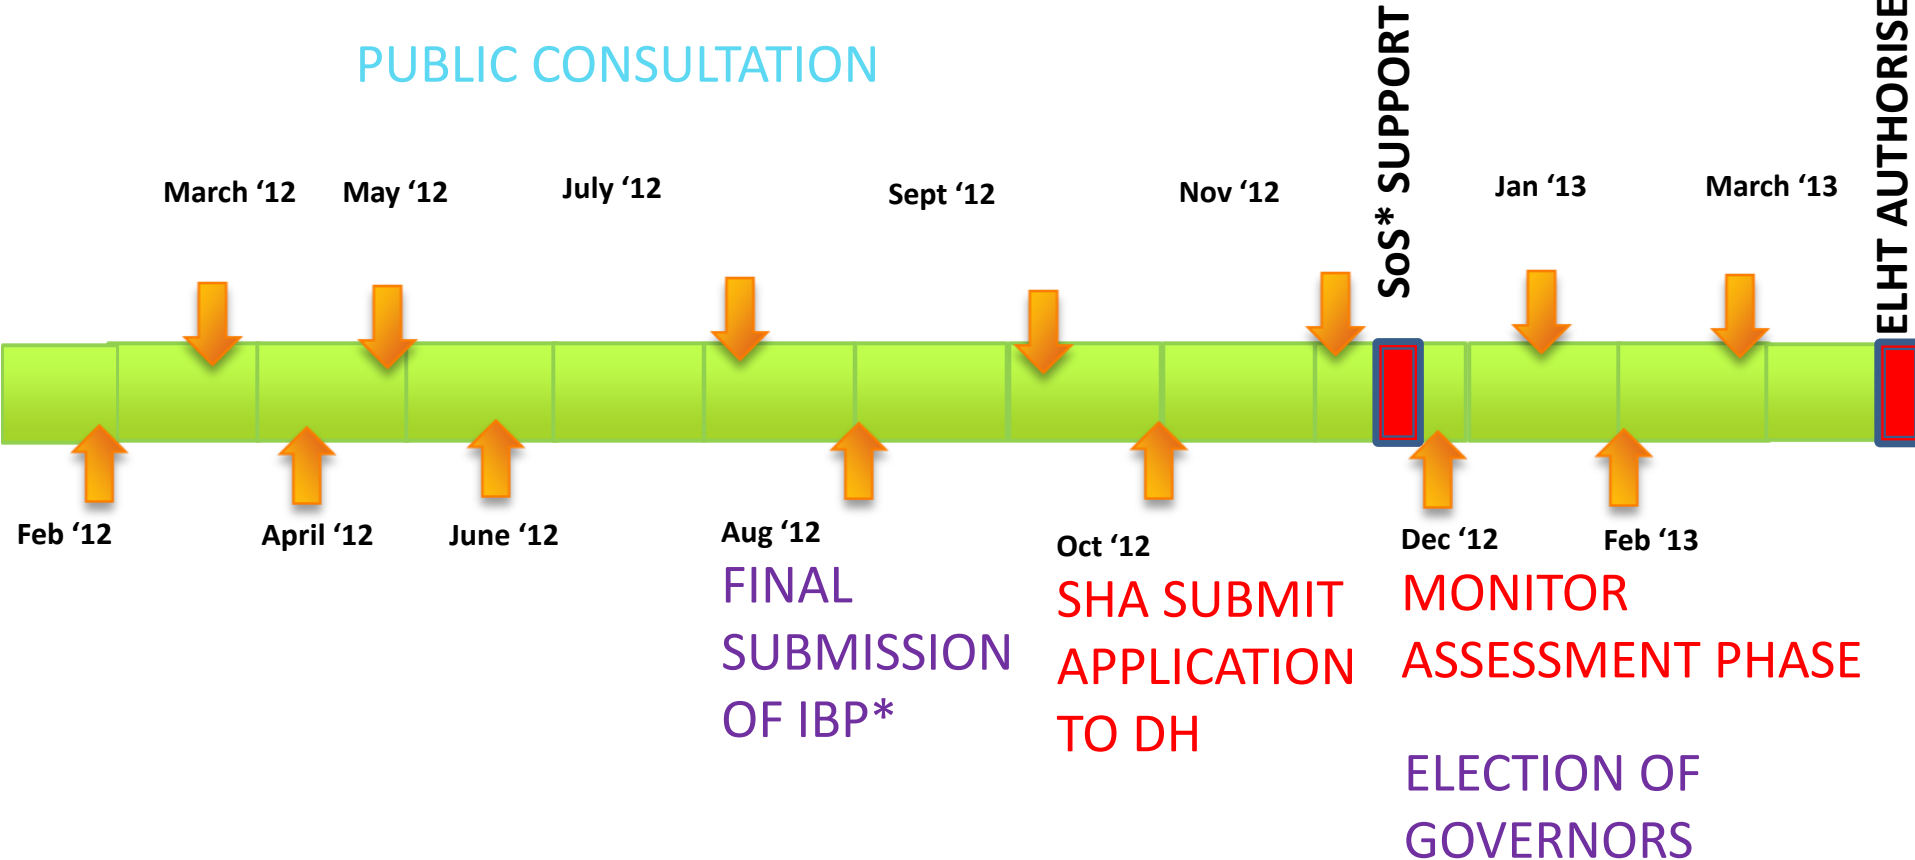 PUBLIC CONSULTATION
SoS* SUPPORT
ELHT AUTHORISE
March ‘12
May ‘12
July ‘12
Sept ‘12
Nov ‘12
Jan ‘13
March ‘13
Feb ‘12
April ‘12
June ‘12
Aug ‘12
FINAL
SUBMISSION
OF IBP*
Oct ‘12
SHA SUBMIT
APPLICATION
TO DH
Dec ‘12
Feb ‘13
MONITOR
ASSESSMENT PHASE
ELECTION OF
GOVERNORS